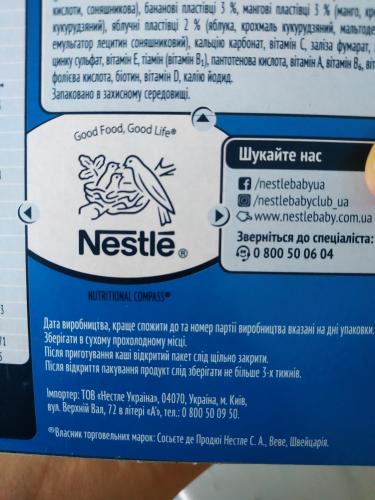 кислоти, соняшникова), бананові пластівці 3 %, мангові пластівці 3 % (манго,
кукурудзяний), яблучні пластівці 2 % (яблука, крохмаль кукурудзяний,
емульгатор лецитин соняшниковий), кальцію карбонат, вітамін С, заліза фумарат,
цинку сульфат, вітамін Е, тіамін (вітамін В₁), пантотенова кислота, вітамін А, вітамін В₆,
фолієва кислота, біотин, вітамін D, калію йодид.
Запаковано в захисному середовищі.
Good Food, Good Life®
Nestlé®
NUTRITIONAL COMPASS®
Шукайте нас
/nestlebabyua
/nestlebabyclub_ua
www.nestlebaby.com.ua
Зверніться до спеціаліста:
0 800 50 06 04
Дата виробництва, краще спожити до та номер партії виробництва вказані на дні упаковки.
Зберігати в сухому прохолодному місці.
Після приготування каші відкритий пакет слід щільно закрити.
Після відкриття пакування продукт слід зберігати не більше 3-х тижнів.
Імпортер: ТОВ «Нестле Україна», 04070, Україна, м. Київ,
вул. Верхній Вал, 72 в літері «А», тел.: 0 800 50 09 50.
®Власник торговельних марок: Сосьєте де Продюі Нестле С. А., Веве, Швейцарія.